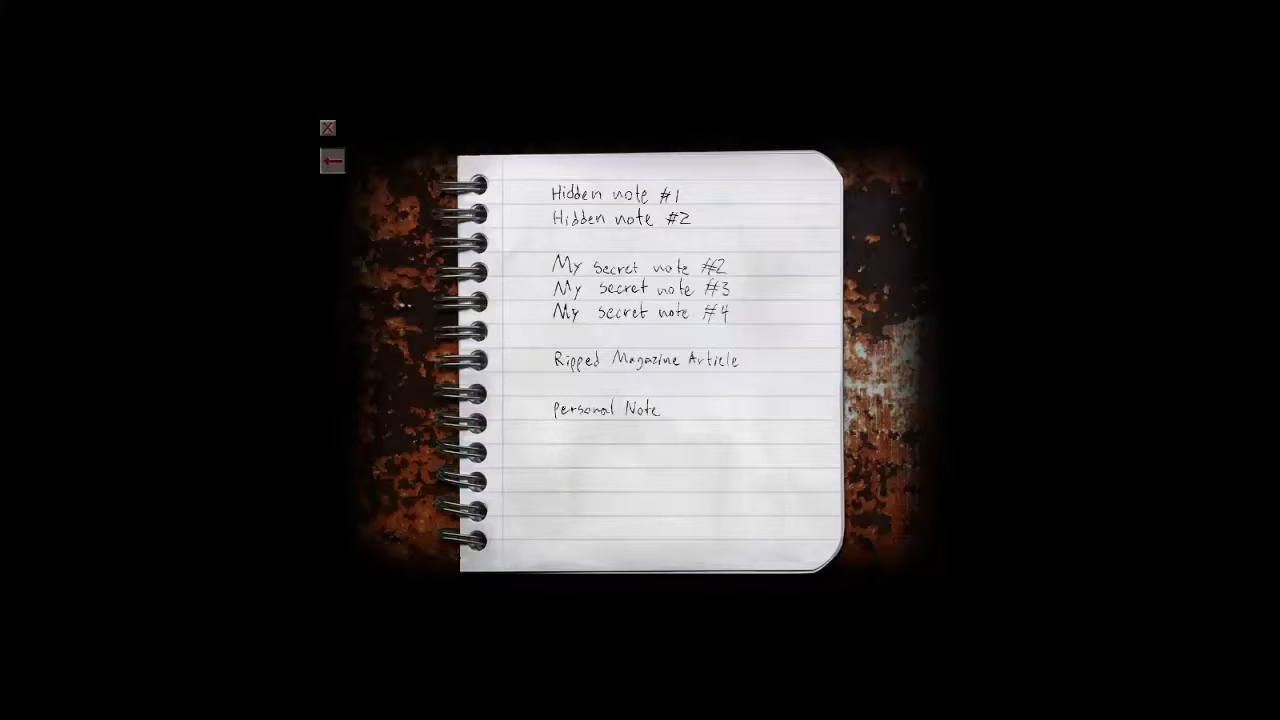 Hidden note #1
Hidden note #2
My secret note #2
My secret note #3
My secret note #4
Ripped Magazine Article
Personal Note